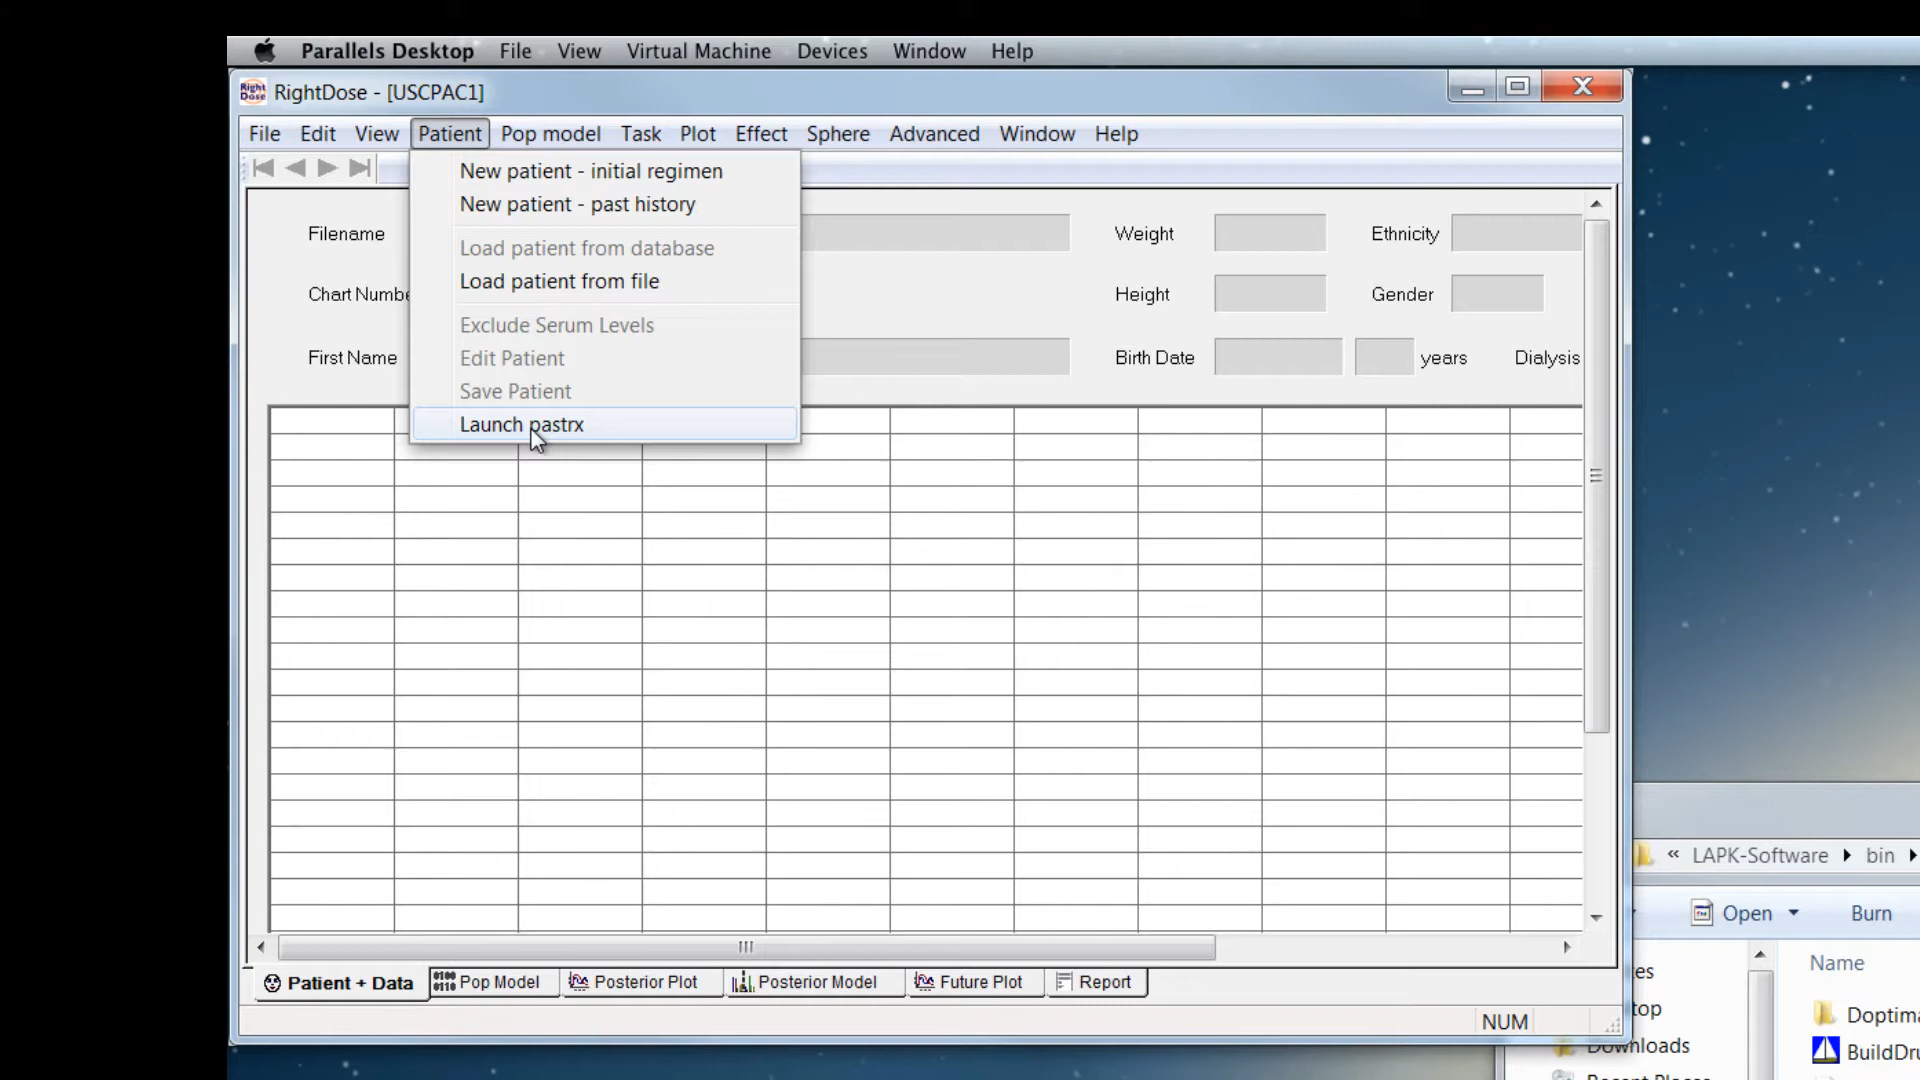 Parallels Desktop File View Virtual Machine Devices Window Help
Right Dose RightDose - [USCPAC1]
File Edit View Patient Pop model Task Plot Effect Sphere Advanced Window Help
New patient - initial regimen
New patient - past history
Load patient from database
Load patient from file
Exclude Serum Levels
Edit Patient
Save Patient
Launch pastrx
Filename Weight Ethnicity
Chart Numbe Height Gender
First Name Birth Date years Dialysis
Patient + Data Pop Model Posterior Plot Posterior Model Future Plot Report
NUM
« LAPK-Software bin
Open Burn
Name
es
top
Downloads
Recent Places
Doptima
BuildDru